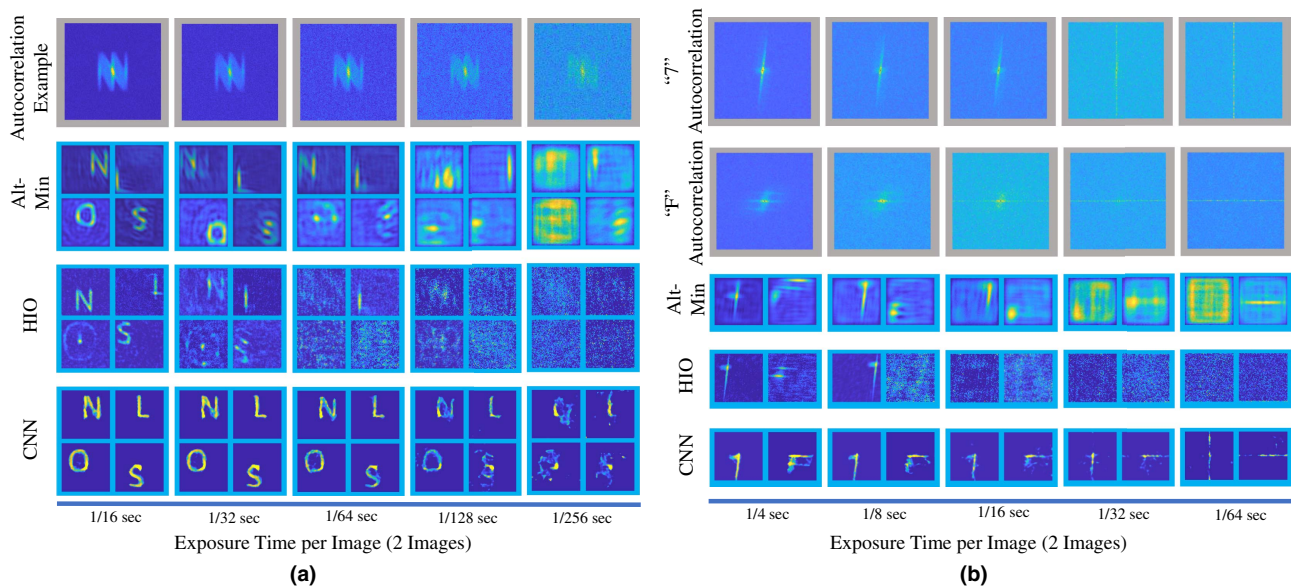 Autocorrelation
Example
Alt-
Min
HIO
CNN
N L
O S
1/16 sec 1/32 sec 1/64 sec 1/128 sec 1/256 sec
Exposure Time per Image (2 Images)
(a)
“7”
Autocorrelation
“F”
Autocorrelation
Alt-
Min
HIO
CNN
1/4 sec 1/8 sec 1/16 sec 1/32 sec 1/64 sec
Exposure Time per Image (2 Images)
(b)